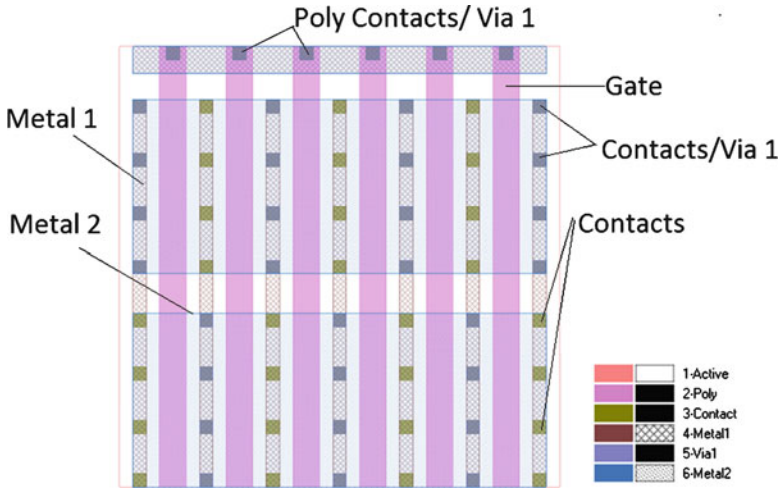 Poly Contacts/ Via 1
Gate
Metal 1
Contacts/Via 1
Metal 2
Contacts
1-Active
2-Poly
3-Contact
4-Metal1
5-Via1
6-Metal2